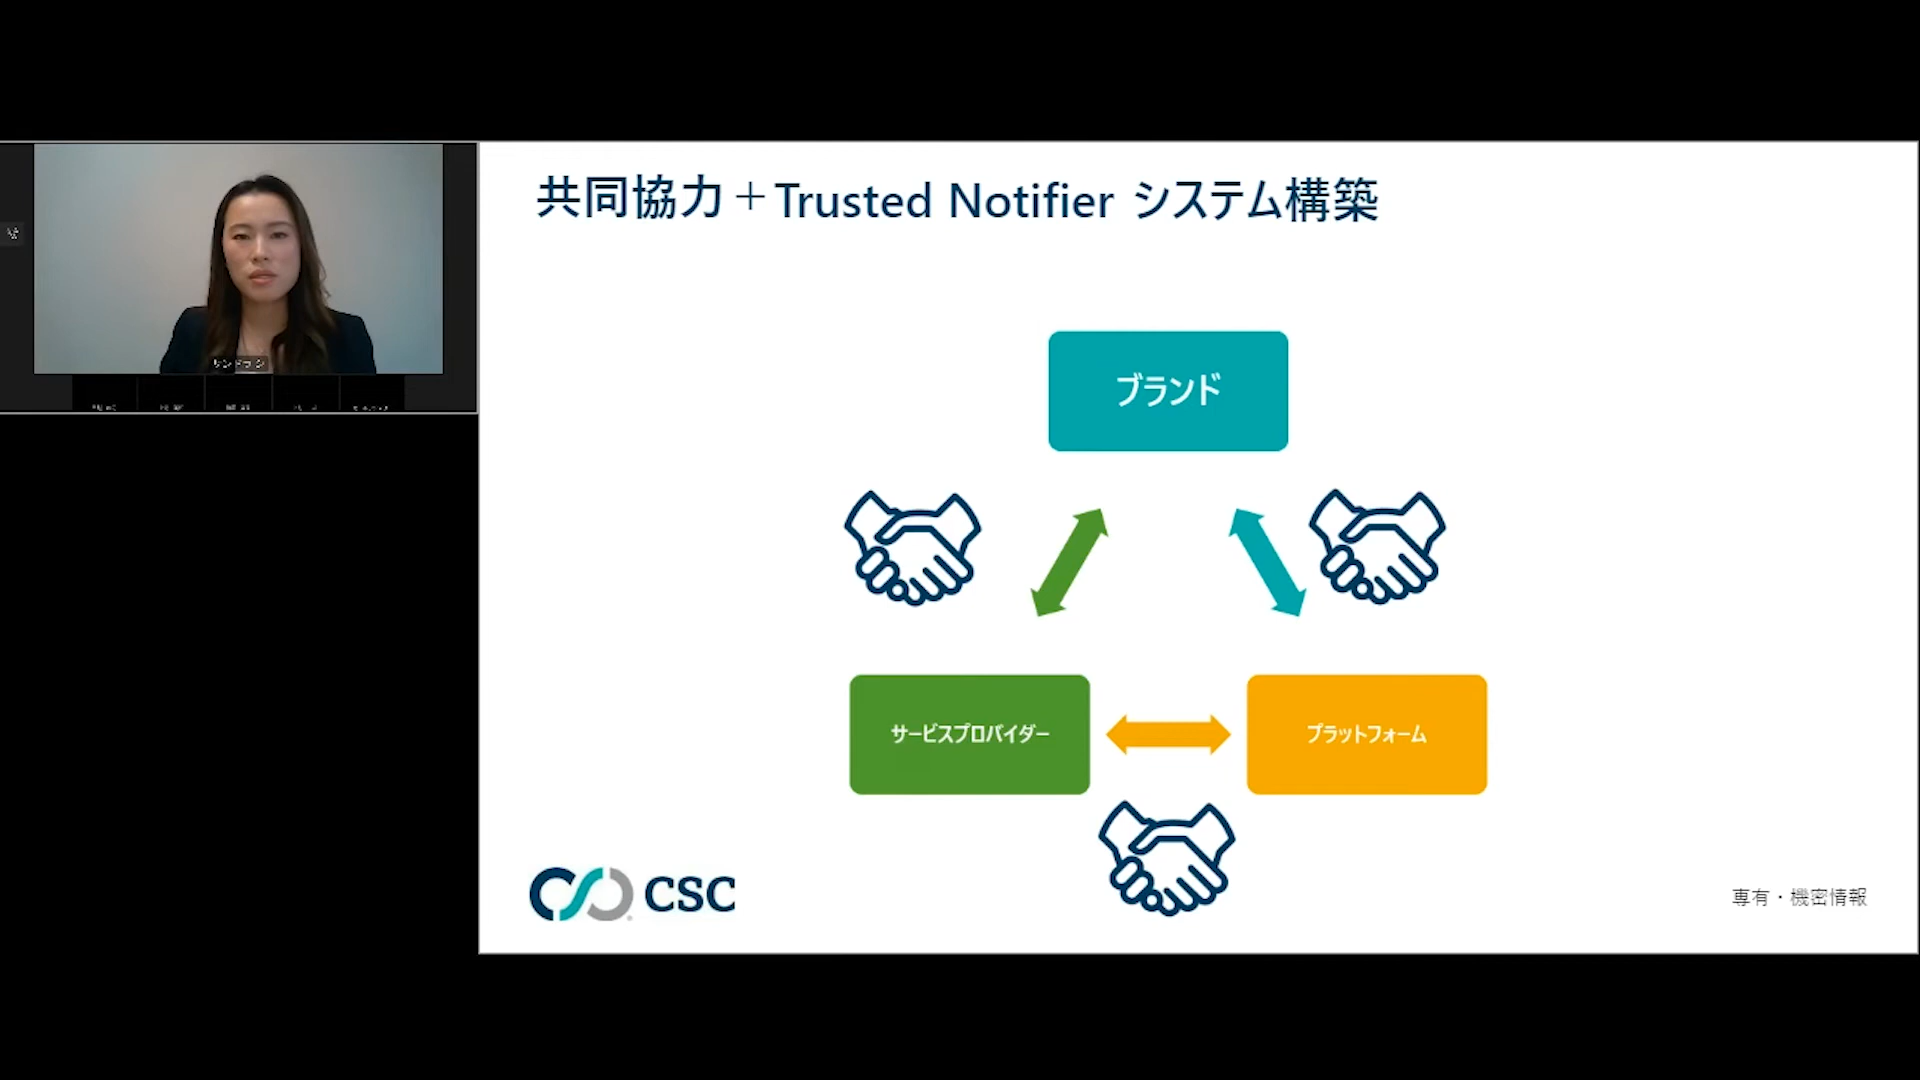 共同協力＋Trusted Notifier システム構築
ブランド
サービスプロバイダー
プラットフォーム
CSC
専有・機密情報